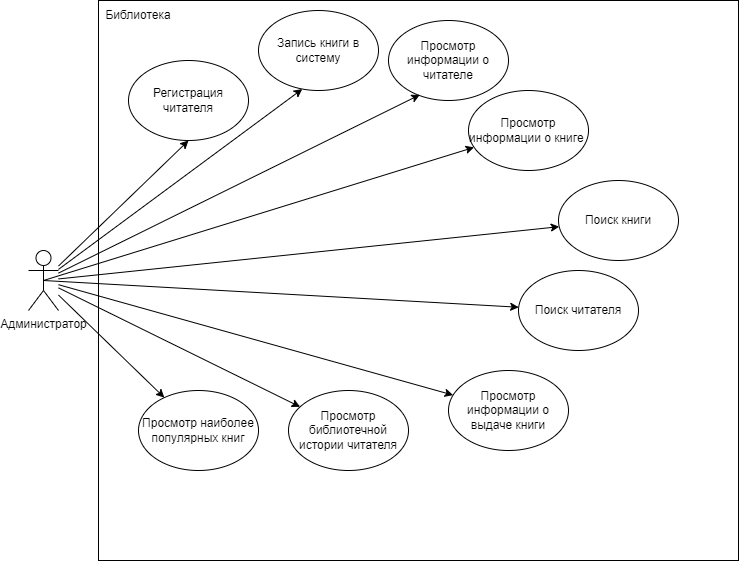 Библиотека
Запись книги в
систему
Просмотр
информации о
читателе
Регистрация
читателя
Просмотр
информации о книге
Поиск книги
Поиск читателя
Администратор
Просмотр
информации о
выдаче книги
Просмотр наиболее
популярных книг
Просмотр
библиотечной
истории читателя